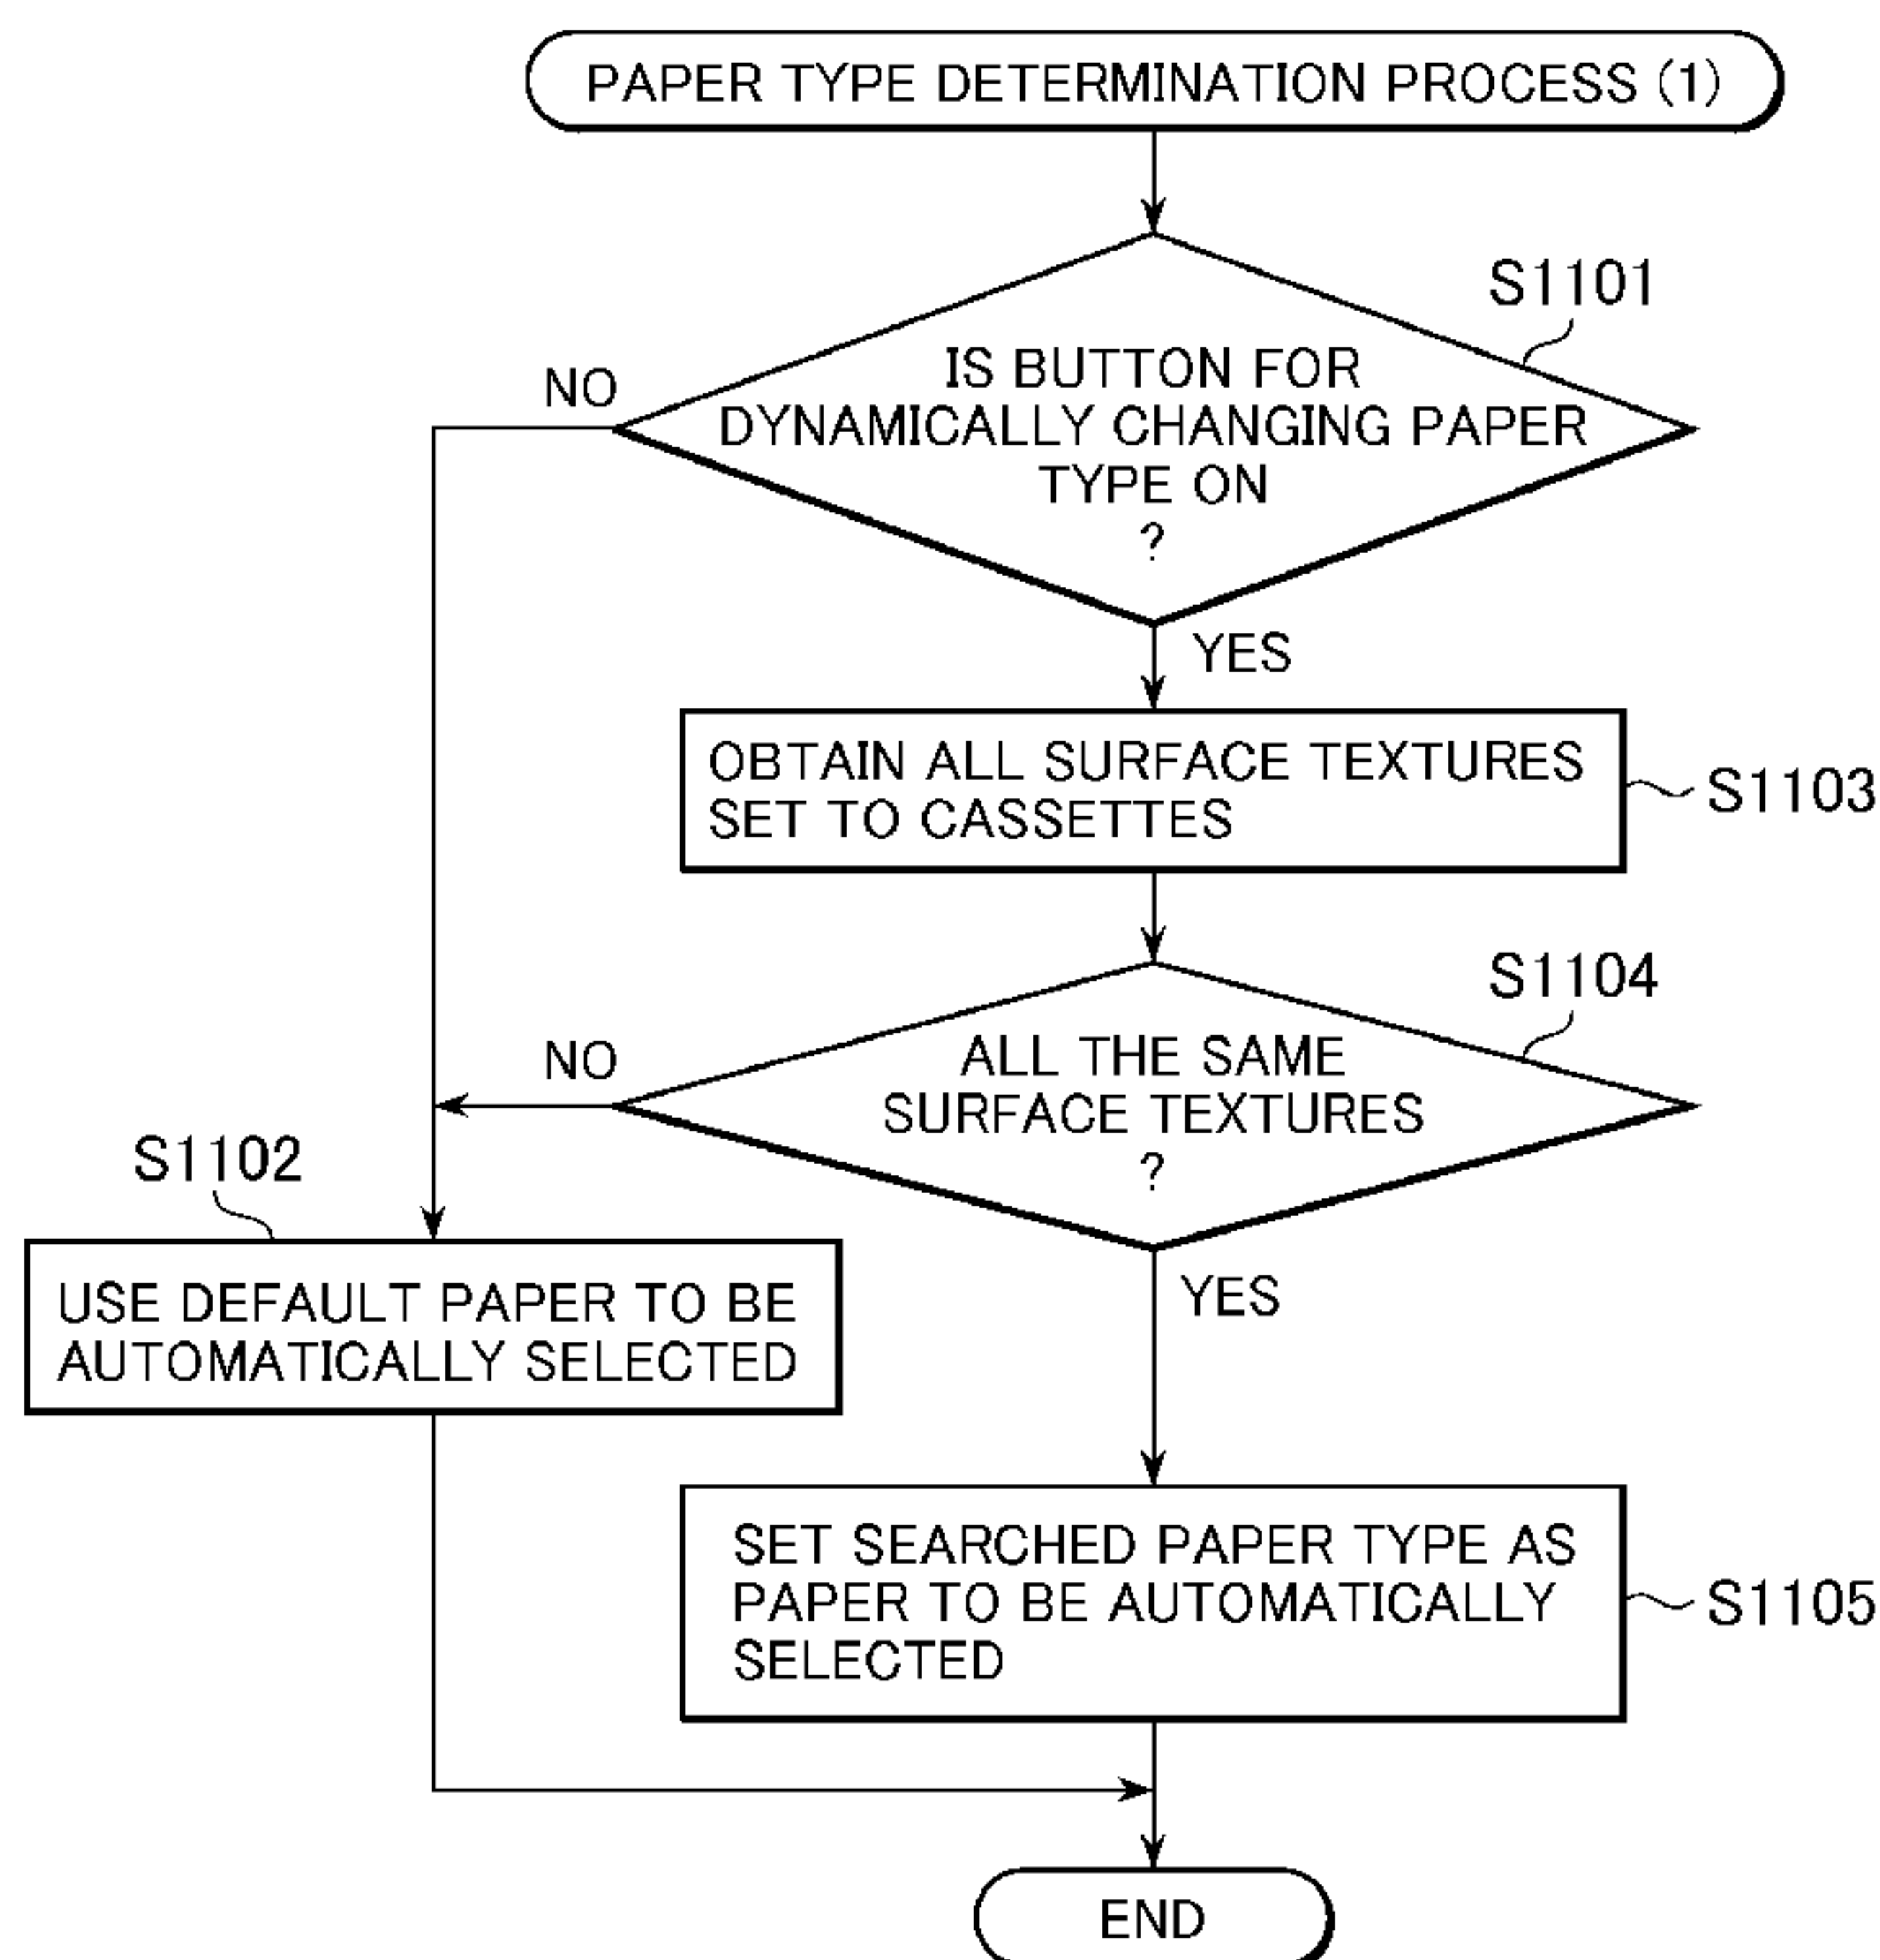 PAPER TYPE DETERMINATION PROCESS (1)
S1101
IS BUTTON FOR
DYNAMICALLY CHANGING PAPER
TYPE ON
?
NO
YES
OBTAIN ALL SURFACE TEXTURES
SET TO CASSETTES
S1103
S1104
ALL THE SAME
SURFACE TEXTURES
?
NO
YES
S1102
USE DEFAULT PAPER TO BE
AUTOMATICALLY SELECTED
SET SEARCHED PAPER TYPE AS
PAPER TO BE AUTOMATICALLY
SELECTED
S1105
END